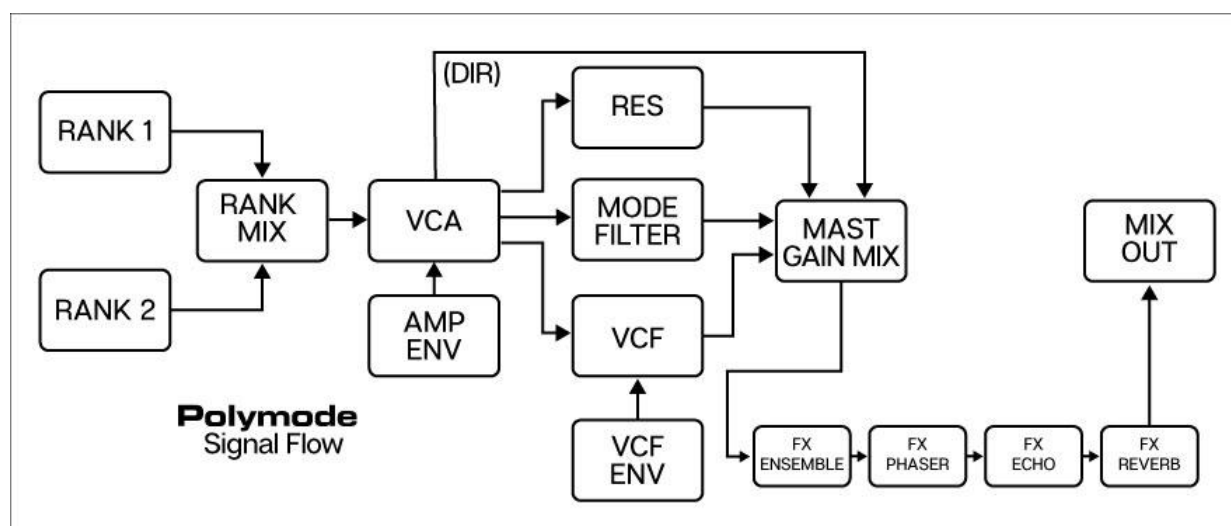 (DIR)
RANK 1
RES
RANK
MIX
VCA
MODE
FILTER
MAST
GAIN MIX
MIX
OUT
RANK 2
AMP
ENV
VCF
Polymode
Signal Flow
VCF
ENV
FX
ENSEMBLE
FX
PHASER
FX
ECHO
FX
REVERB